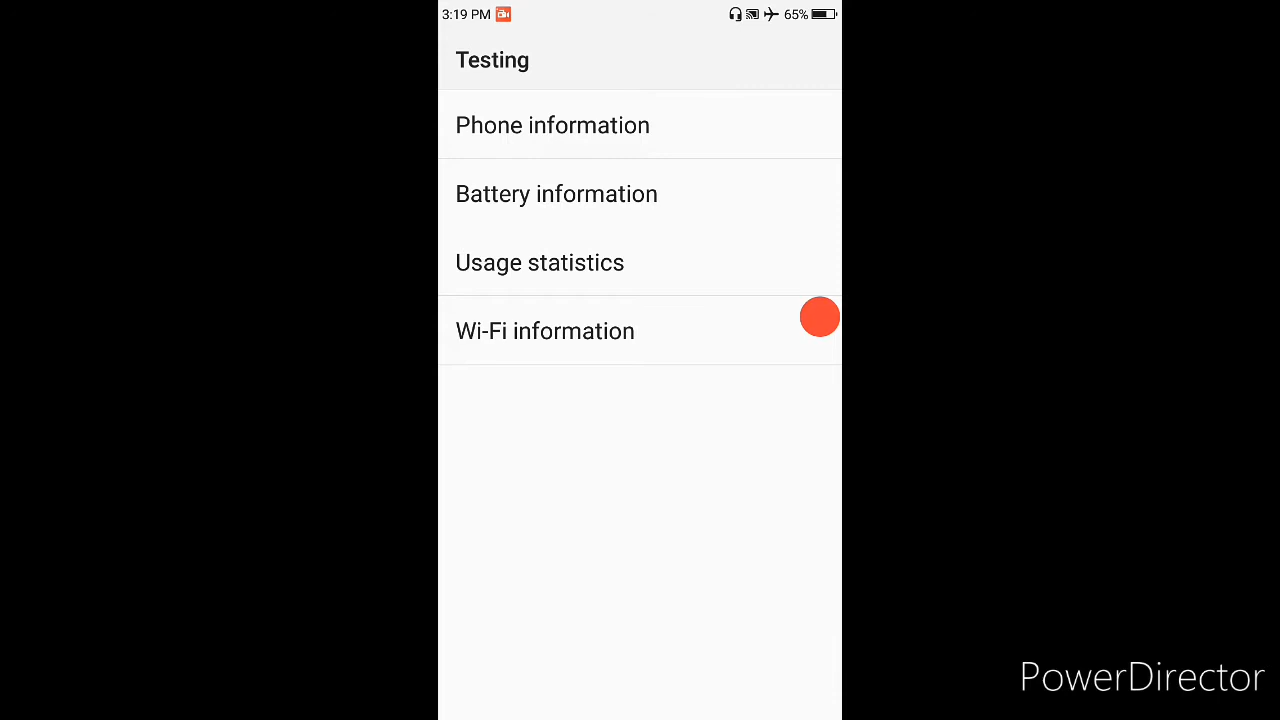 3:19 PM
65%
Testing
Phone information
Battery information
Usage statistics
Wi-Fi information
PowerDirector